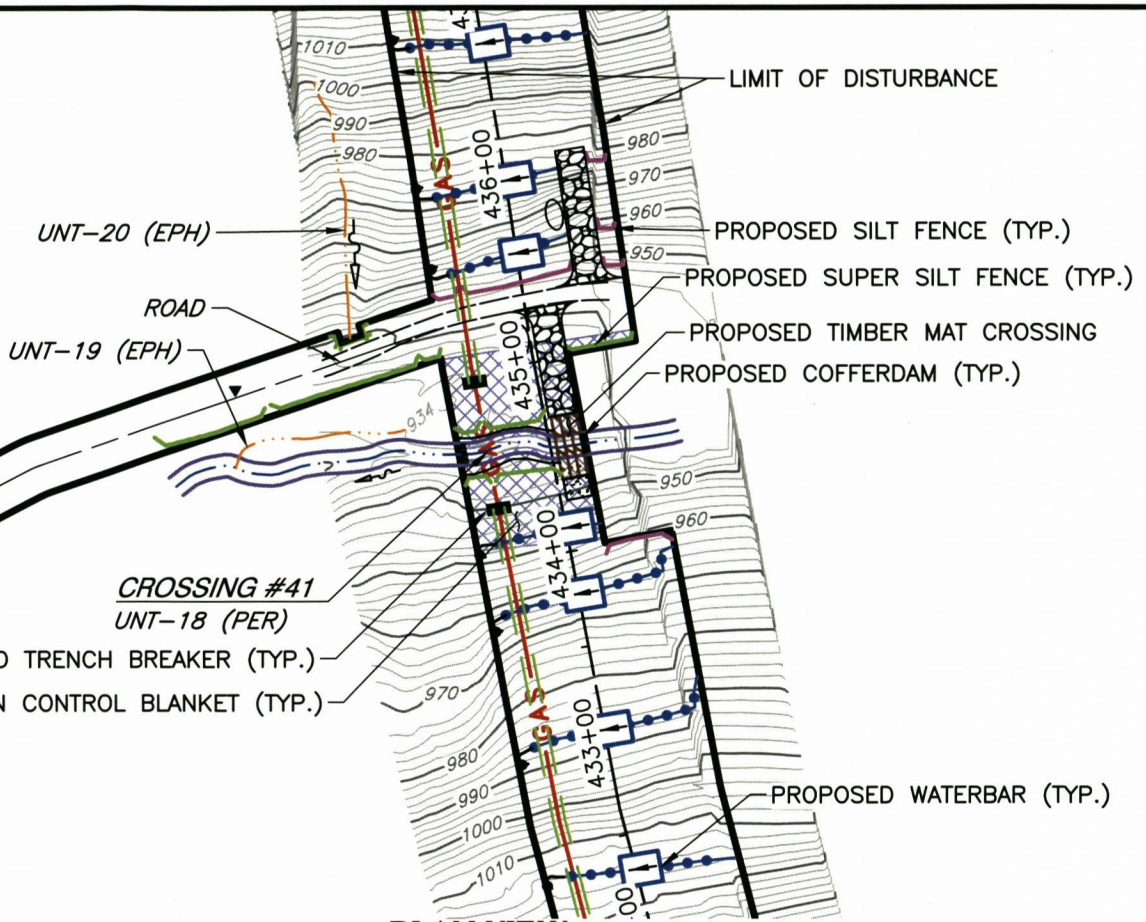 43
1010
1000
990
980
LIMIT OF DISTURBANCE
980
970
960
950
GAS
436+00
UNT-20 (EPH)
PROPOSED SILT FENCE (TYP.)
PROPOSED SUPER SILT FENCE (TYP.)
ROAD
PROPOSED TIMBER MAT CROSSING
UNT-19 (EPH)
435+00
PROPOSED COFFERDAM (TYP.)
934
GAS
950
960
434+00
CROSSING #41
UNT-18 (PER)
TRENCH BREAKER (TYP.)
CONTROL BLANKET (TYP.)
970
GAS
433+00
980
990
PROPOSED WATERBAR (TYP.)
1000
1010
00